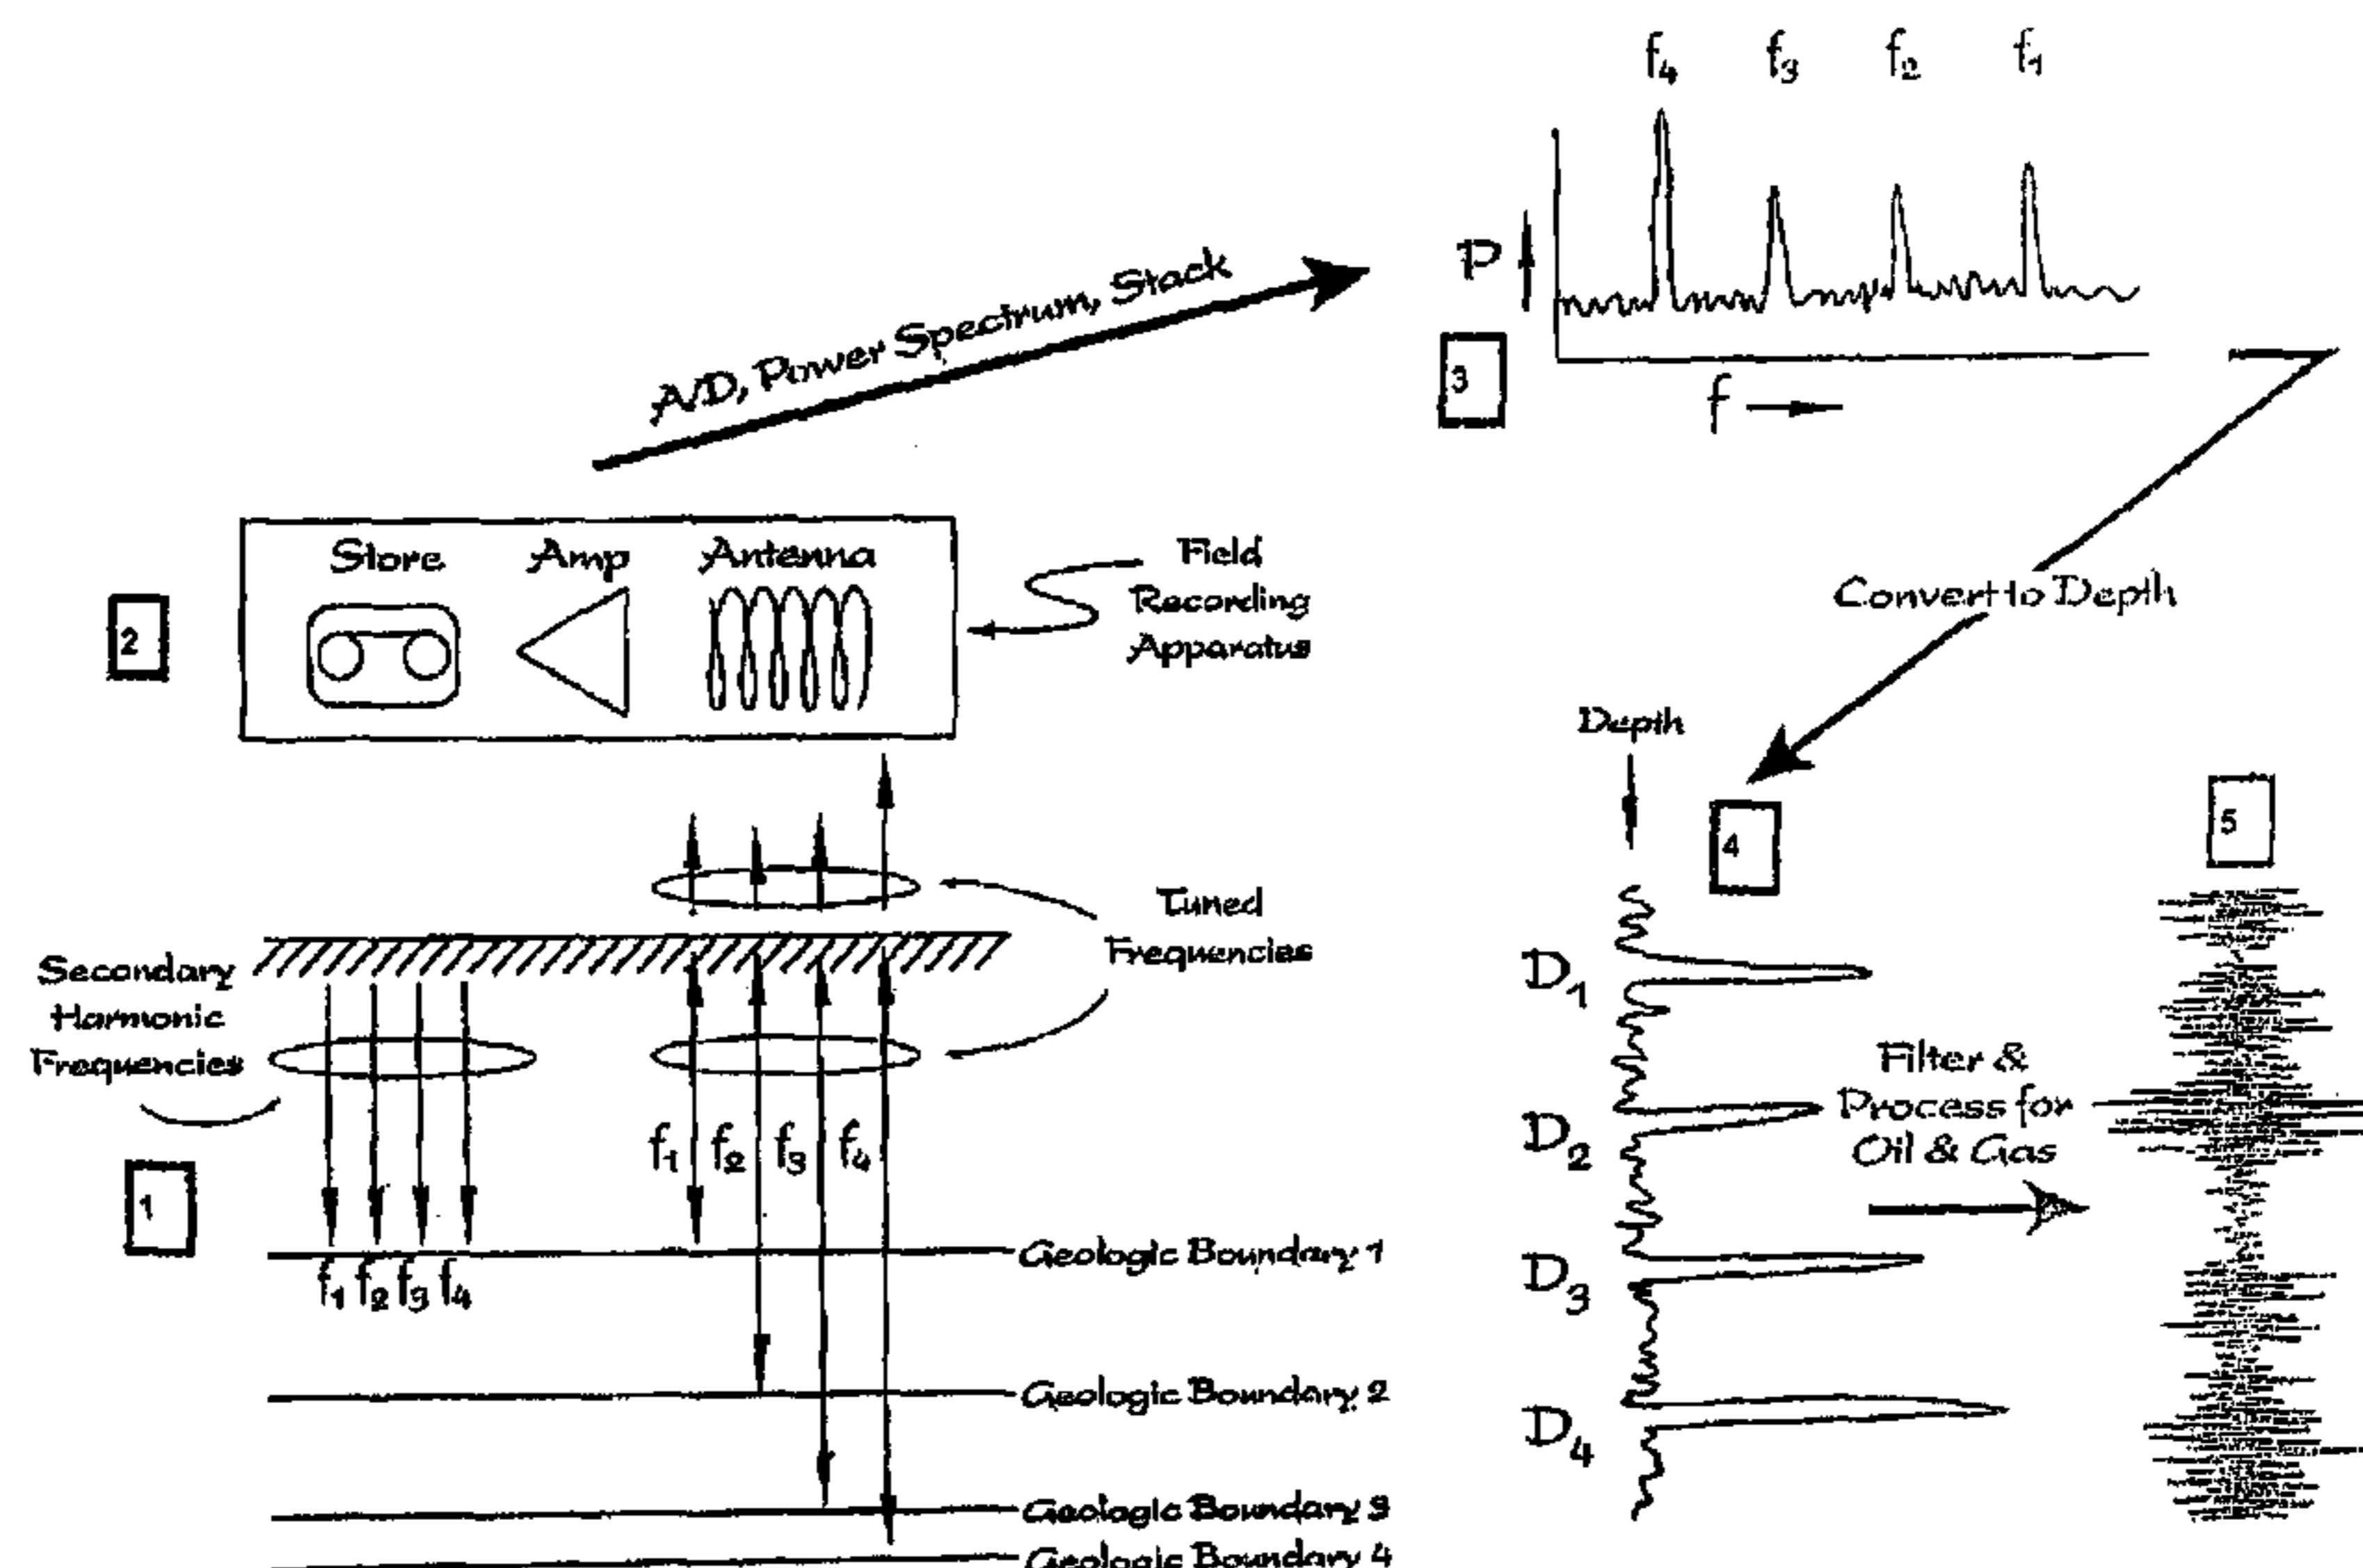 f4 f3 f2 f1
P
3
f
A/D, Power Spectrum, Stack
Store Amp Antenna
2
Field
Recording
Apparatus
Convert to Depth
Depth
4
5
Tuned
Frequencies
Secondary
Harmonic
Frequencies
1
f1 f2 f3 f4
f1 f2 f3 f4
Geologic Boundary 1
Geologic Boundary 2
Geologic Boundary 3
Geologic Boundary 4
D1
D2
D3
D4
Filter &
Process for
Oil & Gas